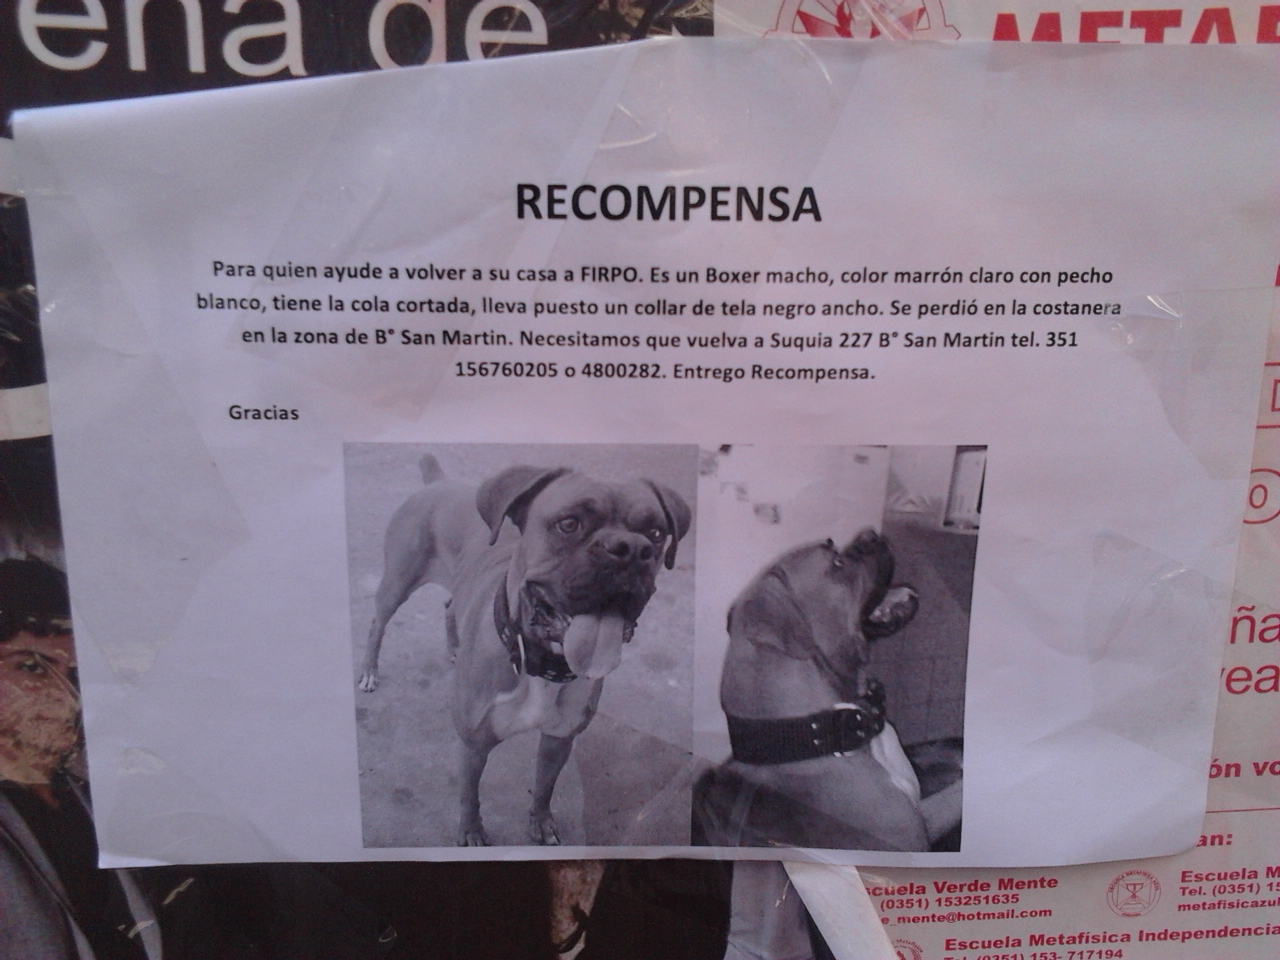 ena de
RECOMPENSA
Para quien ayude a volver a su casa a FIRPO. Es un Boxer macho, color marrón claro con pecho
blanco, tiene la cola cortada, lleva puesto un collar de tela negro ancho. Se perdió en la costanera
en la zona de B° San Martin. Necesitamos que vuelva a Suquia 227 B° San Martin tel. 351
156760205 o 4800282. Entrego Recompensa.
Gracias
ña
ón vo
an:
scuela Verde Mente
(0351) 153251635
e_mente@hotmail.com
Escuela M
Tel. (0351) 15
metafisicazul
Escuela Metafísica Independencia
Tel. (0351) 153- 717194